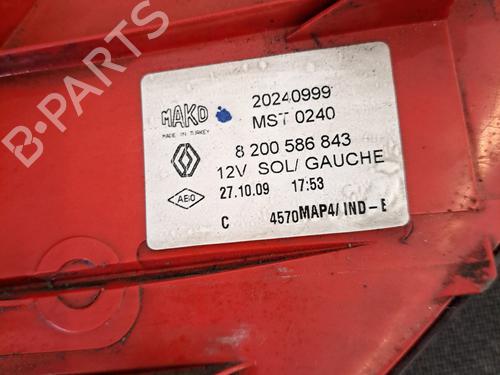 B-PARTS
MAKO
MADE IN TURKEY
20240999
MST 0240
8 200 586 843
12V SOL/ GAUCHE
27.10.09 17:53
AEO
C 4570MAP4/ IND-E